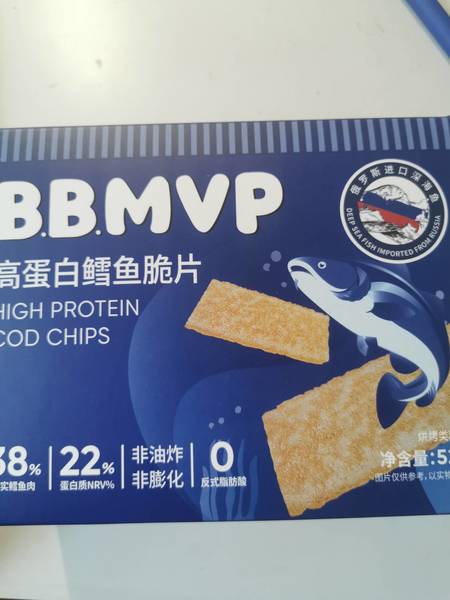 B.B.MVP
俄罗斯进口深海鱼
DEEP SEA FISH IMPORTED FROM RUSSIA
高蛋白鳕鱼脆片
HIGH PROTEIN
COD CHIPS
38% 22% 非油炸 0
实鳕鱼肉 蛋白质NRV% 非膨化 反式脂肪酸
烘烤类
净含量:5
图片仅供参考,以实物